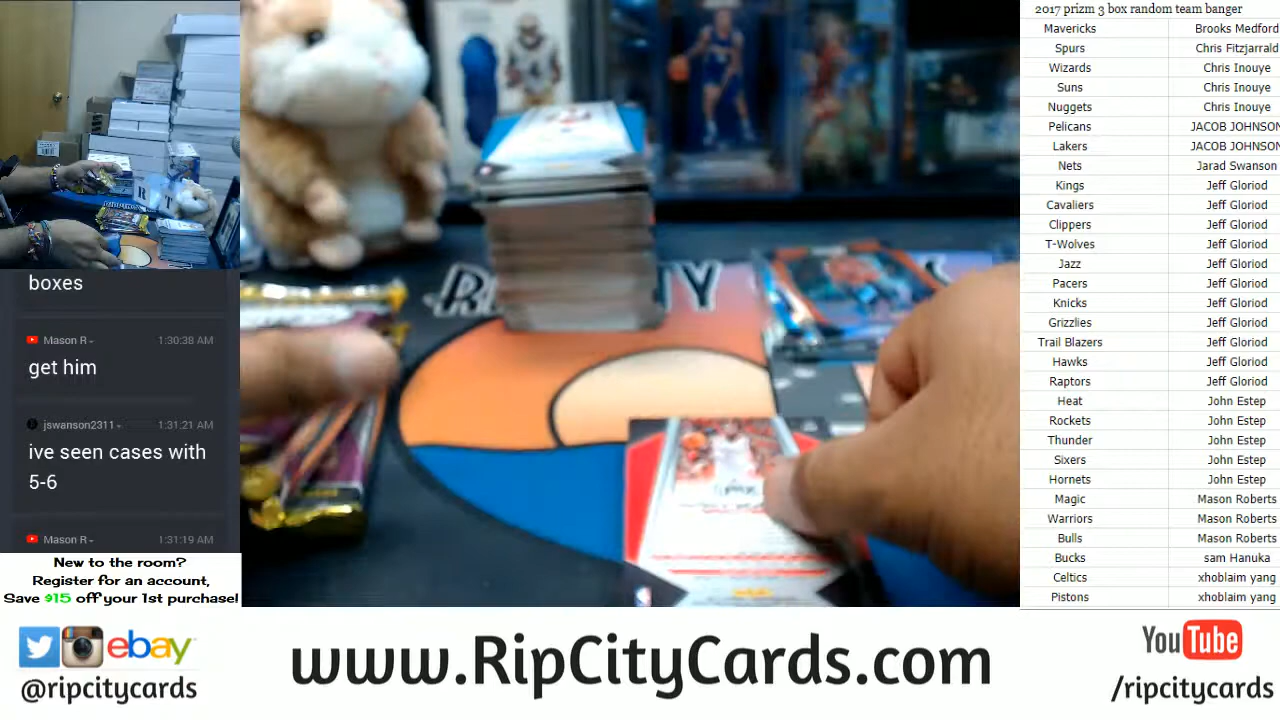 2017 prizm 3 box random team banger
Mavericks Brooks Medford
Spurs Chris Fitzjarrald
Wizards Chris Inouye
Suns Chris Inouye
Nuggets Chris Inouye
Pelicans JACOB JOHNSON
Lakers JACOB JOHNSON
Nets Jarad Swanson
Kings Jeff Gloriod
Cavaliers Jeff Gloriod
Clippers Jeff Gloriod
T-Wolves Jeff Gloriod
Jazz Jeff Gloriod
Pacers Jeff Gloriod
Knicks Jeff Gloriod
Grizzlies Jeff Gloriod
Trail Blazers Jeff Gloriod
Hawks Jeff Gloriod
Raptors Jeff Gloriod
Heat John Estep
Rockets John Estep
Thunder John Estep
Sixers John Estep
Hornets John Estep
Magic Mason Roberts
Warriors Mason Roberts
Bulls Mason Roberts
Bucks sam Hanuka
Celtics xhoblaim yang
Pistons xhoblaim yang
boxes
Mason R 1:30:38 AM
get him
jswanson2311 1:31:21 AM
ive seen cases with
5-6
Mason R 1:31:19 AM
New to the room?
Register for an account,
Save $15 off your 1st purchase!
ebay
@ripcitycards
www.RipCityCards.com
YouTube
/ripcitycards